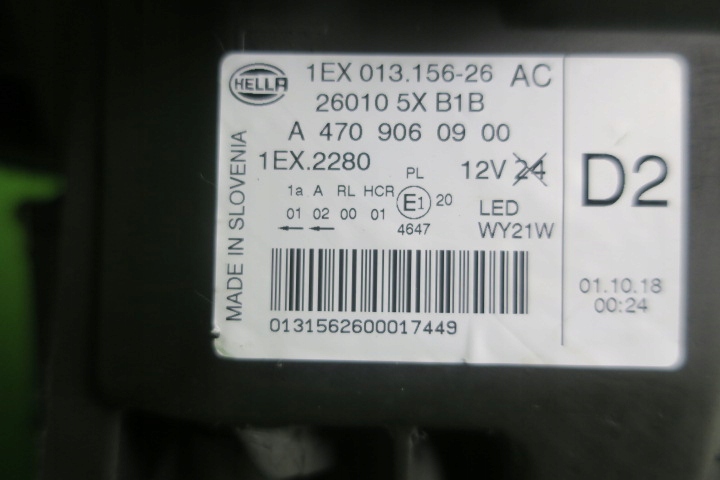 HELLA
1EX 013.156-26 AC
26010 5X B1B
A 470 906 09 00
1EX.2280
PL
12V 24
D2
1a A RL HCR
E1 20
01 02 00 01
LED
4647
WY21W
MADE IN SLOVENIA
01.10.18
00:24
0131562600017449